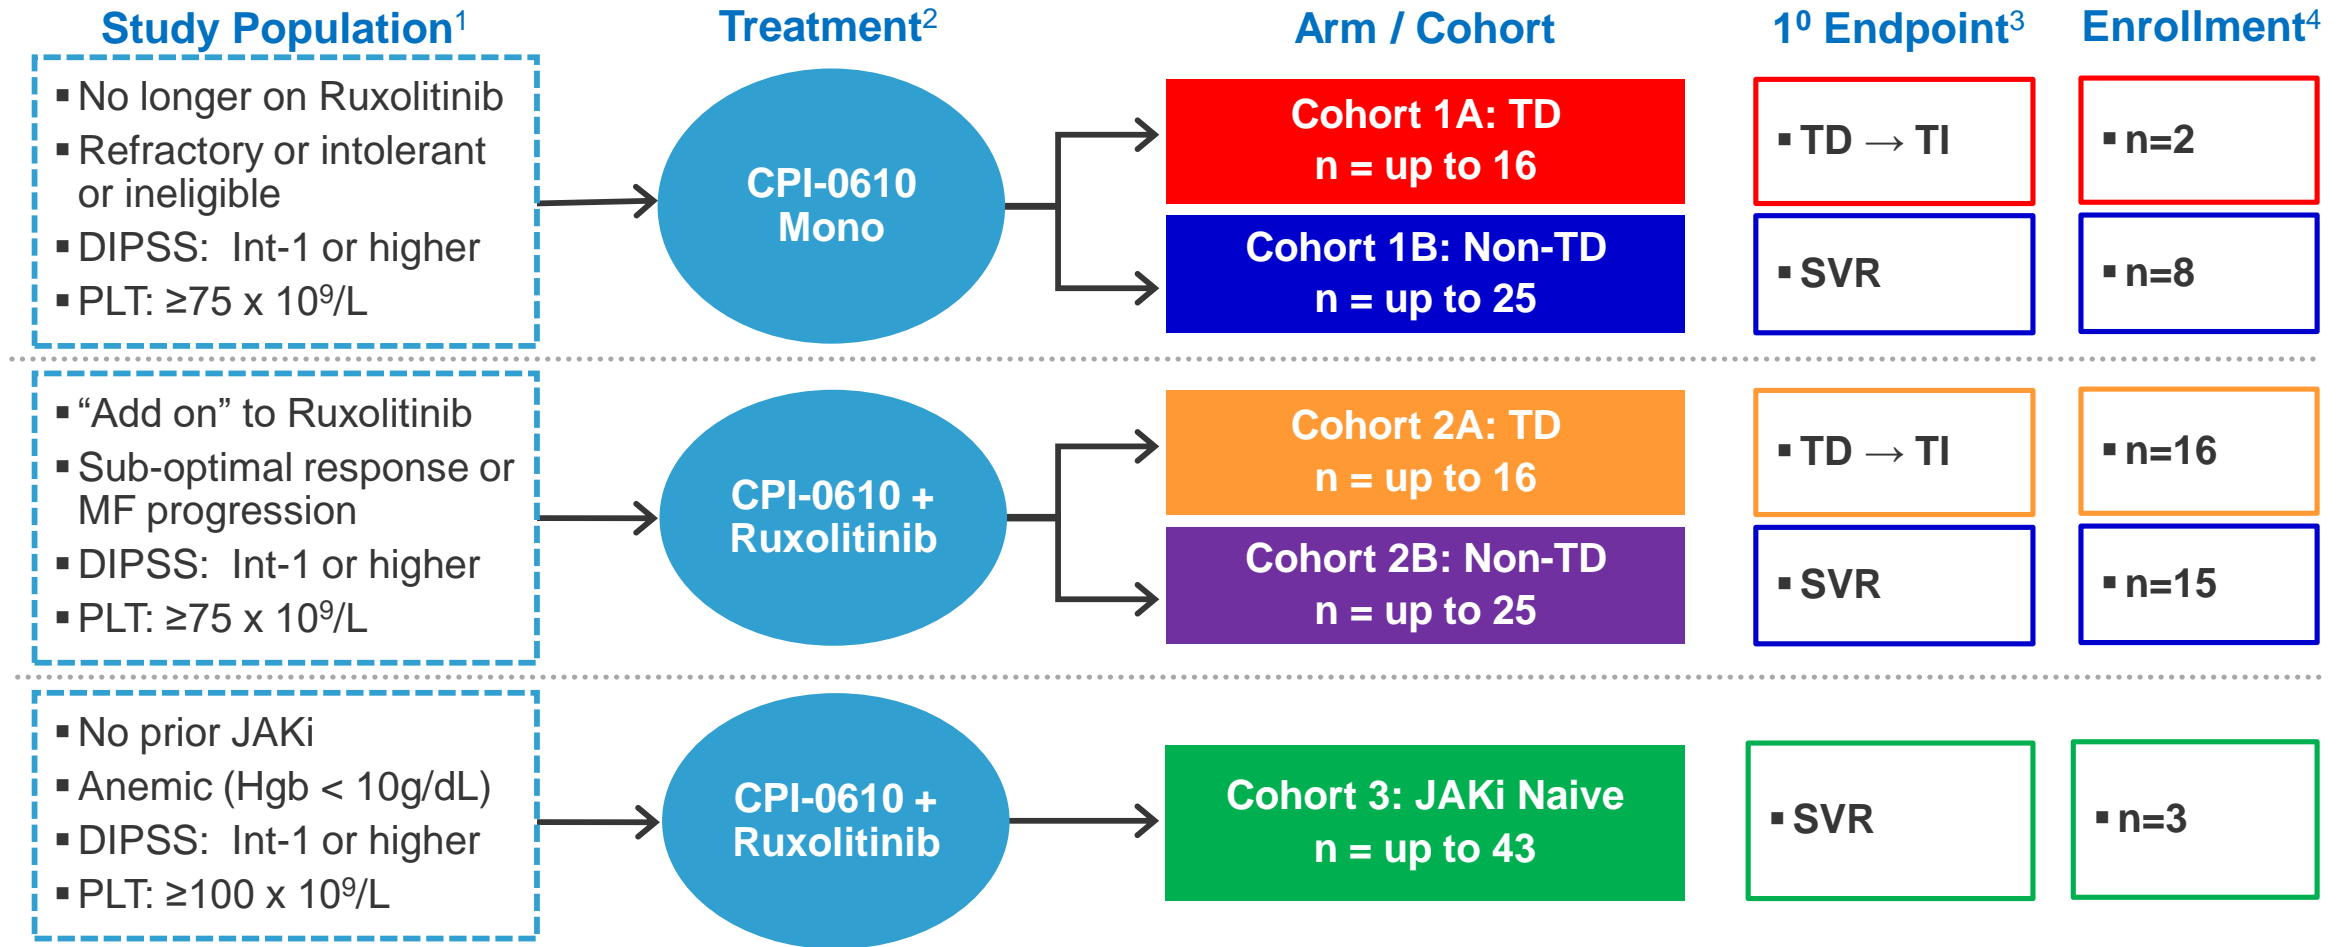 Study Population¹
Treatment²
Arm / Cohort
1⁰ Endpoint³
Enrollment⁴
▪ No longer on Ruxolitinib
▪ Refractory or intolerant
or ineligible
▪ DIPSS: Int-1 or higher
▪ PLT: ≥75 x 10⁹/L
CPI-0610
Mono
Cohort 1A: TD
n = up to 16
▪ TD → TI
▪ n=2
Cohort 1B: Non-TD
n = up to 25
▪ SVR
▪ n=8
▪ “Add on” to Ruxolitinib
▪ Sub-optimal response or
MF progression
▪ DIPSS: Int-1 or higher
▪ PLT: ≥75 x 10⁹/L
CPI-0610 +
Ruxolitinib
Cohort 2A: TD
n = up to 16
▪ TD → TI
▪ n=16
Cohort 2B: Non-TD
n = up to 25
▪ SVR
▪ n=15
▪ No prior JAKi
▪ Anemic (Hgb < 10g/dL)
▪ DIPSS: Int-1 or higher
▪ PLT: ≥100 x 10⁹/L
CPI-0610 +
Ruxolitinib
Cohort 3: JAKi Naive
n = up to 43
▪ SVR
▪ n=3